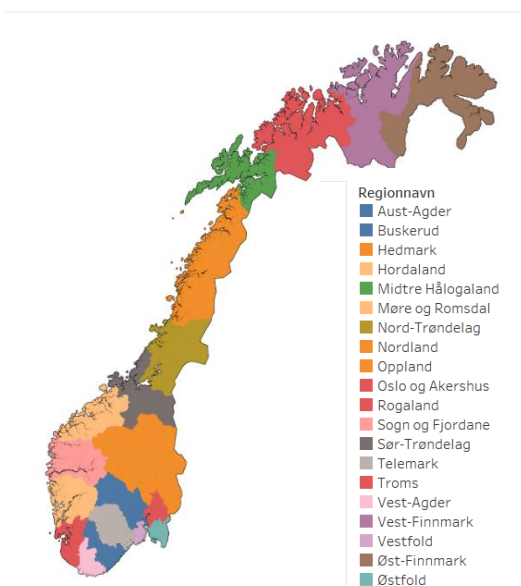 Regionnavn
Aust-Agder
Buskerud
Hedmark
Hordaland
Midtre Hålogaland
Møre og Romsdal
Nord-Trøndelag
Nordland
Oppland
Oslo og Akershus
Rogaland
Sogn og Fjordane
Sør-Trøndelag
Telemark
Troms
Vest-Agder
Vest-Finnmark
Vestfold
Øst-Finnmark
Østfold